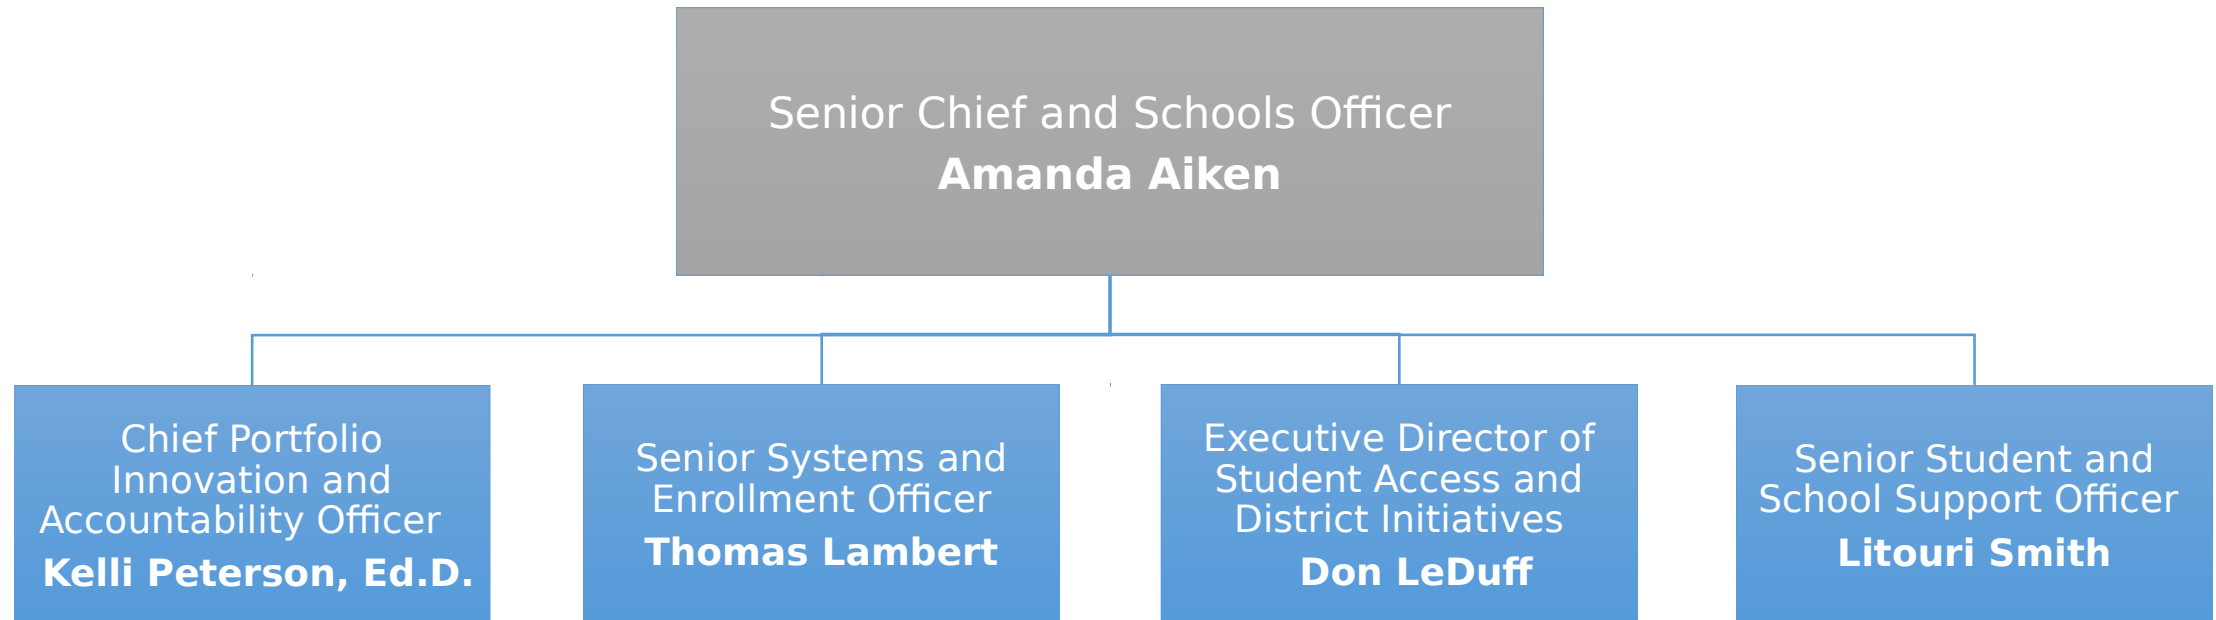 Senior Chief and Schools Officer
Amanda Aiken
Chief Portfolio
Innovation and
Accountability Officer
Kelli Peterson, Ed.D.
Senior Systems and
Enrollment Officer
Thomas Lambert
Executive Director of
Student Access and
District Initiatives
Don LeDuff
Senior Student and
School Support Officer
Litouri Smith